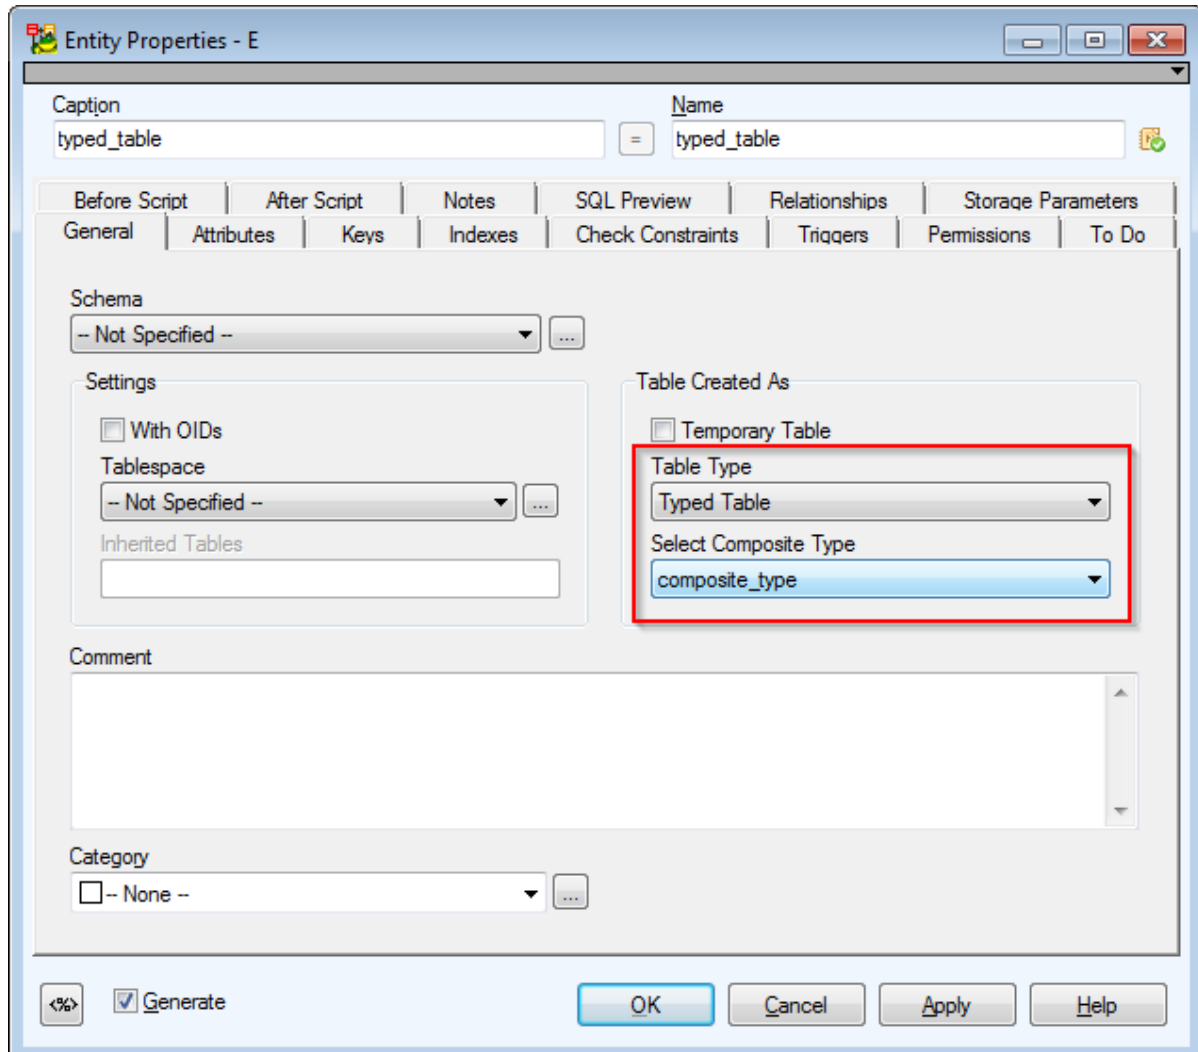 Entity Properties - E
Caption Name
typed_table = typed_table
Before Script After Script Notes SQL Preview Relationships Storage Parameters
General Attributes Keys Indexes Check Constraints Triggers Permissions To Do
Schema
-- Not Specified -- ...
Settings Table Created As
With OIDs Temporary Table
Tablespace Table Type
-- Not Specified -- ... Typed Table
Inherited Tables Select Composite Type
composite_type
Comment
Category
-- None -- ...
<%> Generate OK Cancel Apply Help